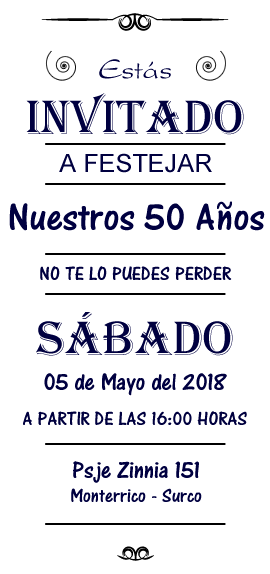 Estás
INVITADO
A FESTEJAR
Nuestros 50 Años
NO TE LO PUEDES PERDER
SÁBADO
05 de Mayo del 2018
A PARTIR DE LAS 16:00 HORAS
Psje Zinnia 151
Monterrico - Surco